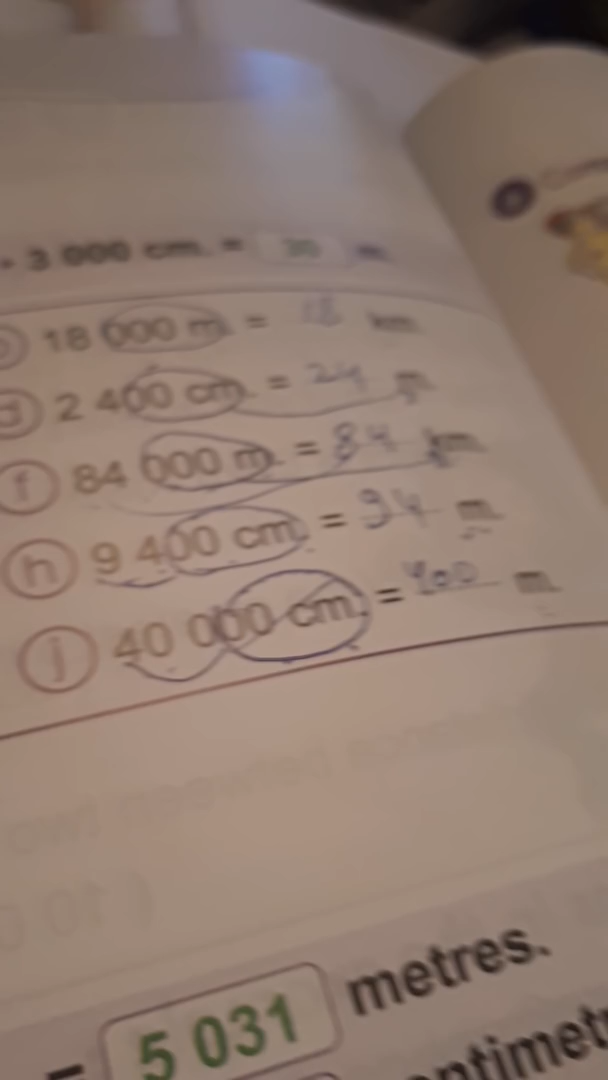 3 000 cm. = 30 m.
18 000 m. = 18 km.
d 2 400 cm. = 24 m.
f 84 000 m. = 84 km.
h 9 400 cm. = 94 m.
j 40 000 cm. = 400 m.
= 5 031 metres.